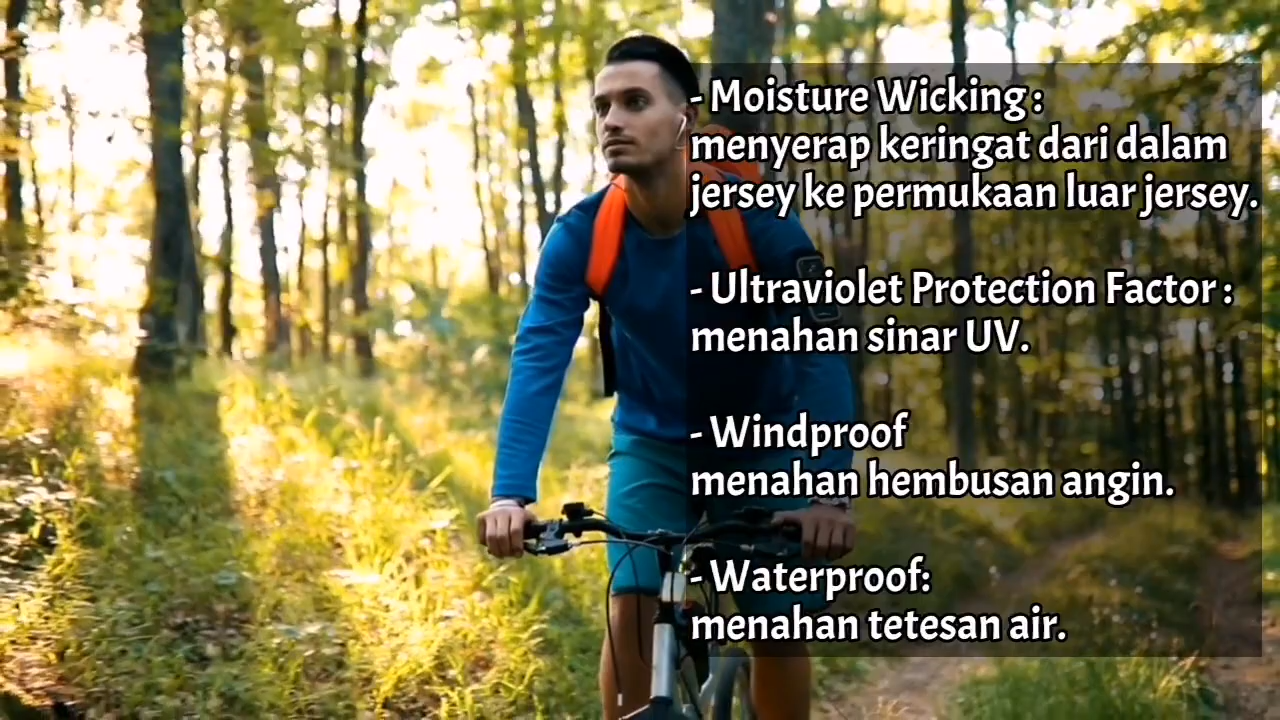 - Moisture Wicking :
menyerap keringat dari dalam
jersey ke permukaan luar jersey.
- Ultraviolet Protection Factor :
menahan sinar UV.
- Windproof
menahan hembusan angin.
- Waterproof:
menahan tetesan air.